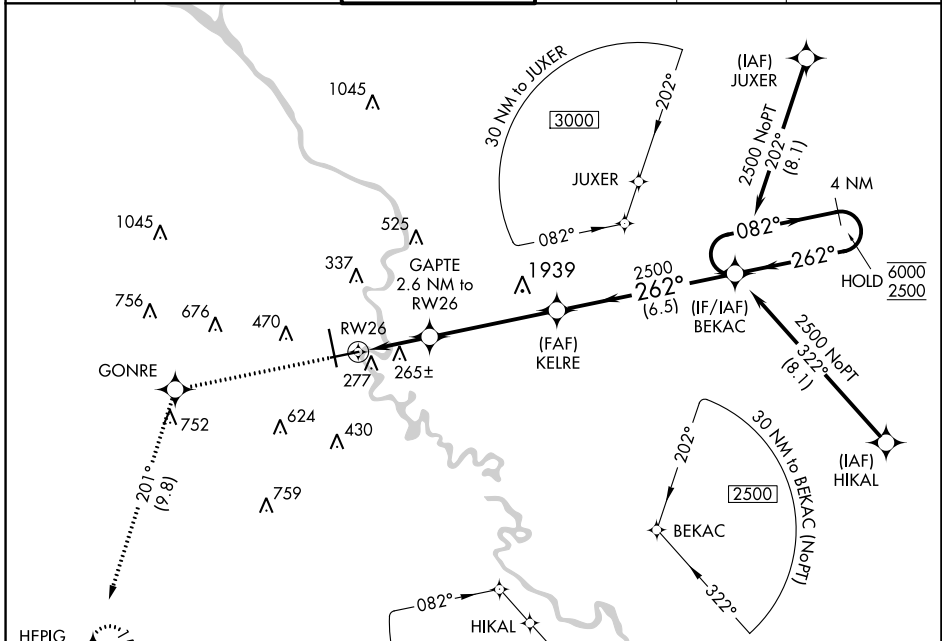 1045
30 NM to JUXER
3000
202°
JUXER
082°
(IAF)
JUXER
2500 NoPT
202°
(8.1)
4 NM
082°
262°
HOLD
6000
2500
1045
525
337
GAPTE
2.6 NM to
RW26
1939
2500
262°
(6.5)
(IF/IAF)
BEKAC
756
676
470
RW26
(FAF)
KELRE
2500 NoPT
322°
(8.1)
GONRE
277
265±
752
624
430
(IAF)
HIKAL
201°
(9.8)
759
202°
30 NM to BEKAC (NoPT)
2500
BEKAC
322°
082°
HIKAL
HEPIG